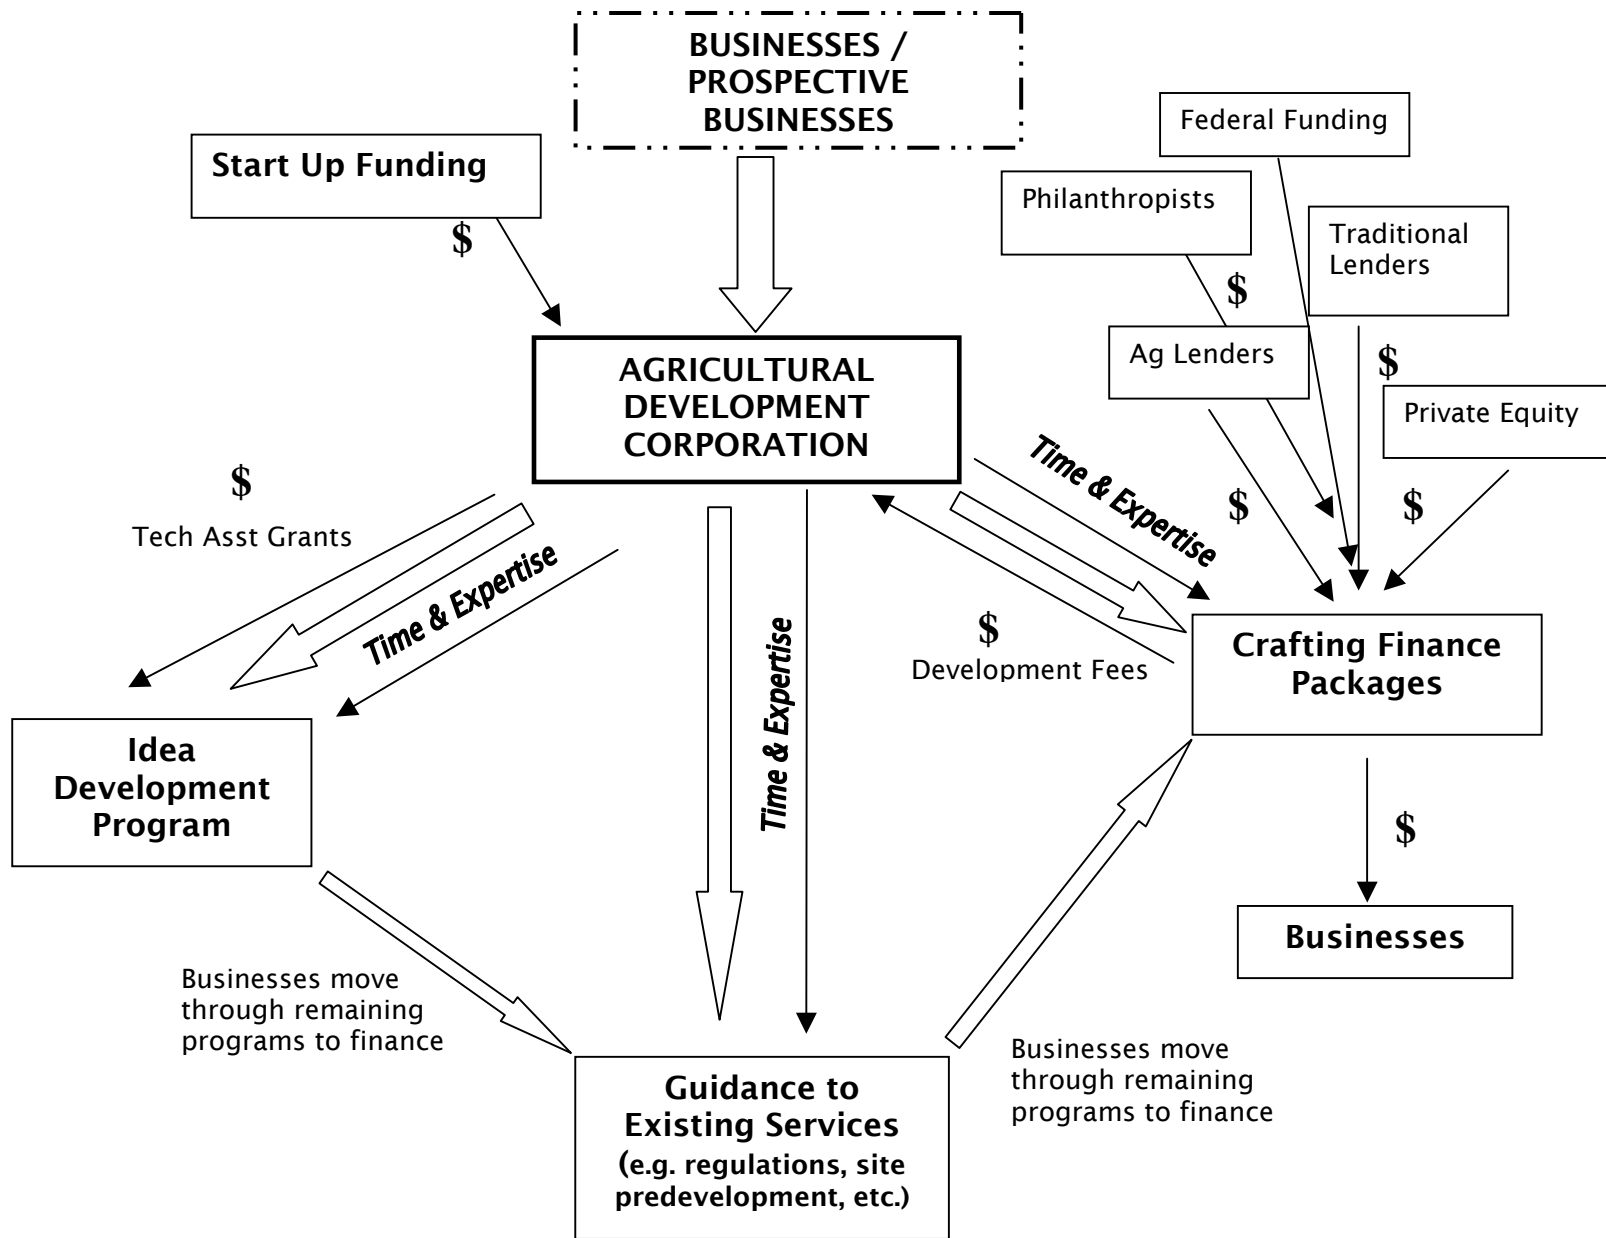 BUSINESSES /
PROSPECTIVE
BUSINESSES
Federal Funding
Start Up Funding
Philanthropists
$
Traditional
Lenders
$
Ag Lenders
$
AGRICULTURAL
DEVELOPMENT
CORPORATION
Private Equity
$
Tech Asst Grants
Time & Expertise
$
$
Time & Expertise
Time & Expertise
$
Development Fees
Crafting Finance
Packages
Idea
Development
Program
$
Businesses
Businesses move
through remaining
programs to finance
Businesses move
through remaining
programs to finance
Guidance to
Existing Services
(e.g. regulations, site
predevelopment, etc.)